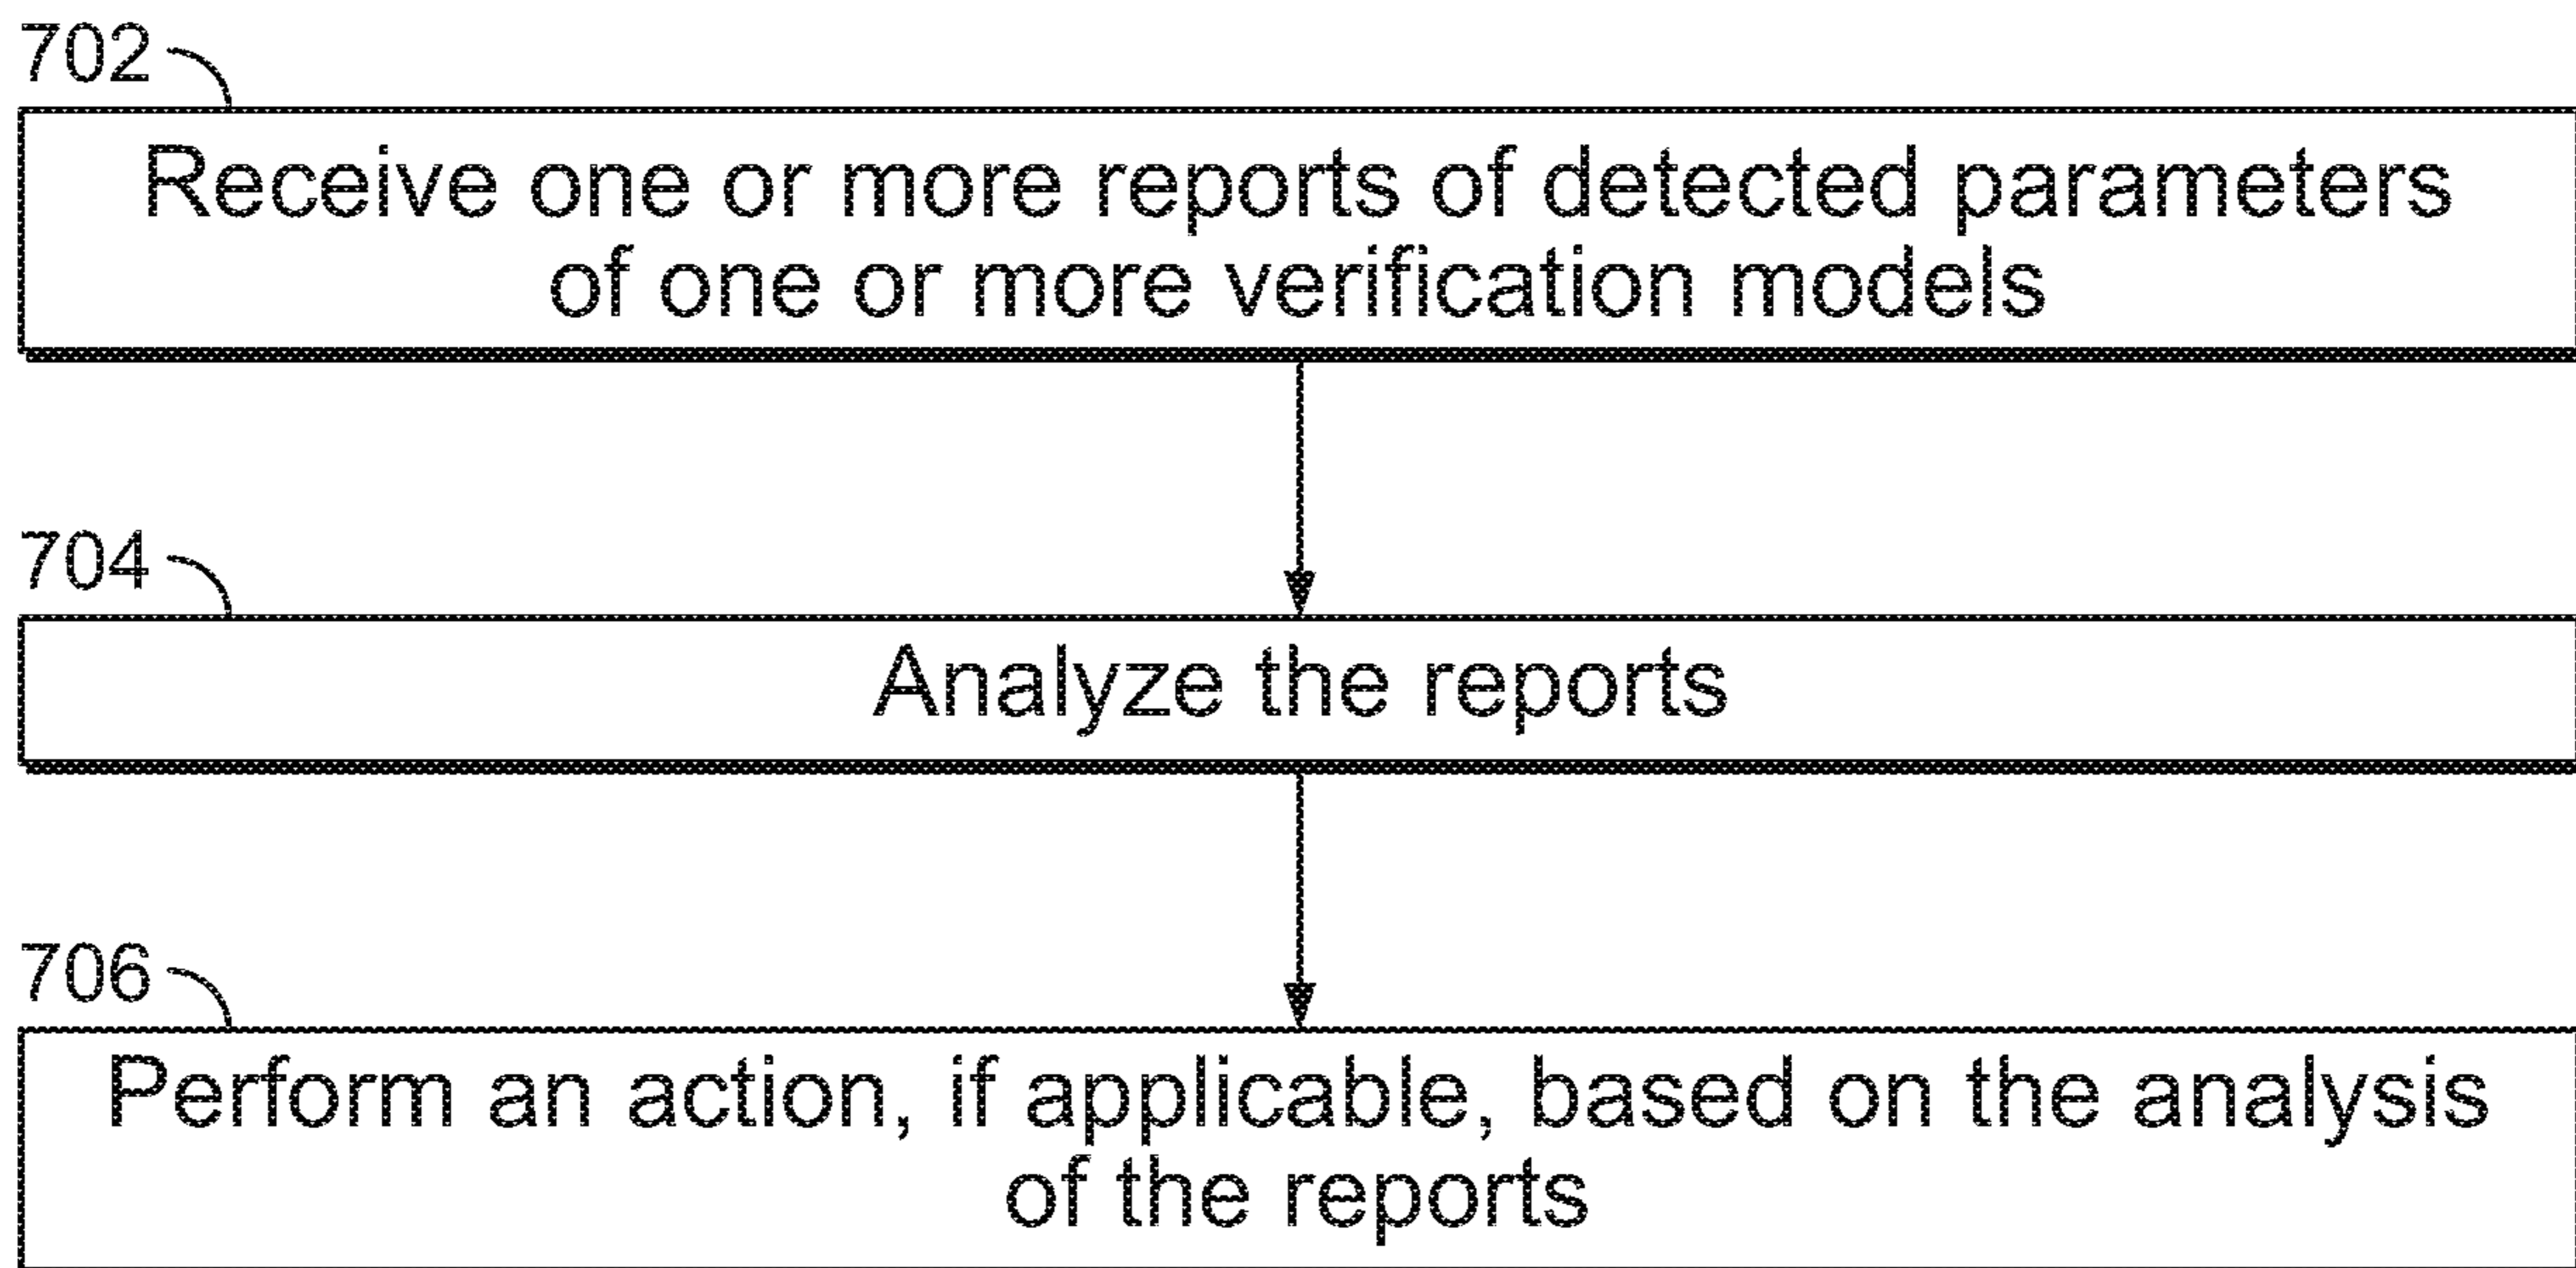 702
Receive one or more reports of detected parameters
of one or more verification models
704
Analyze the reports
706
Perform an action, if applicable, based on the analysis
of the reports